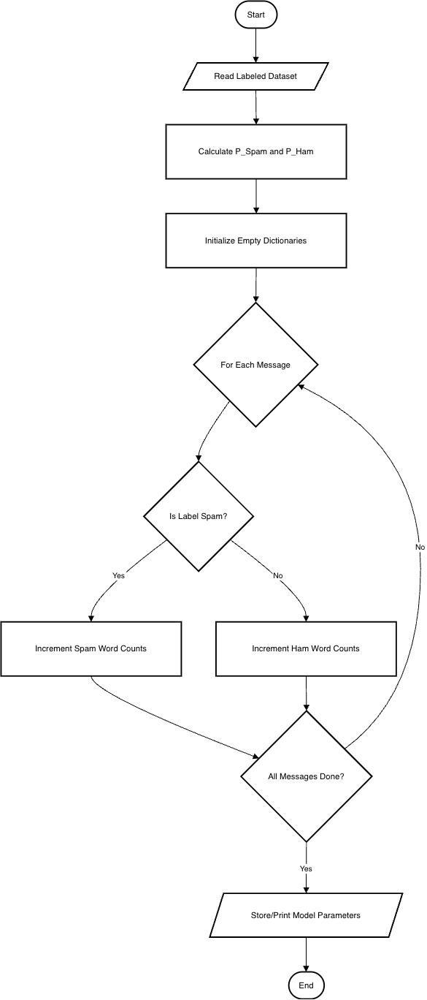 Start
Read Labeled Dataset
Calculate P_Spam and P_Ham
Initialize Empty Dictionaries
For Each Message
Is Label Spam?
No
Yes
No
Increment Spam Word Counts
Increment Ham Word Counts
All Messages Done?
Yes
Store/Print Model Parameters
End